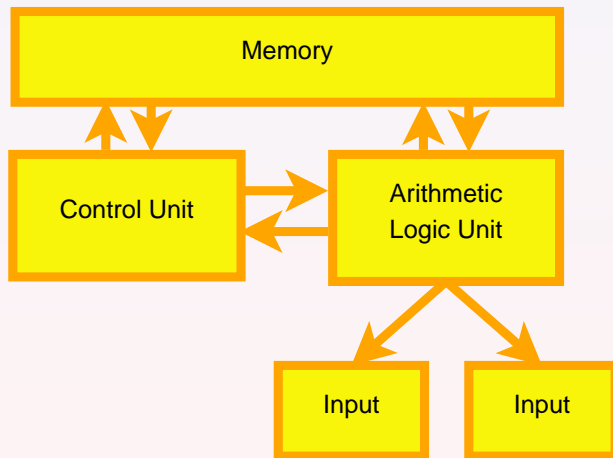 Memory
Control Unit
Arithmetic
Logic Unit
Input
Input